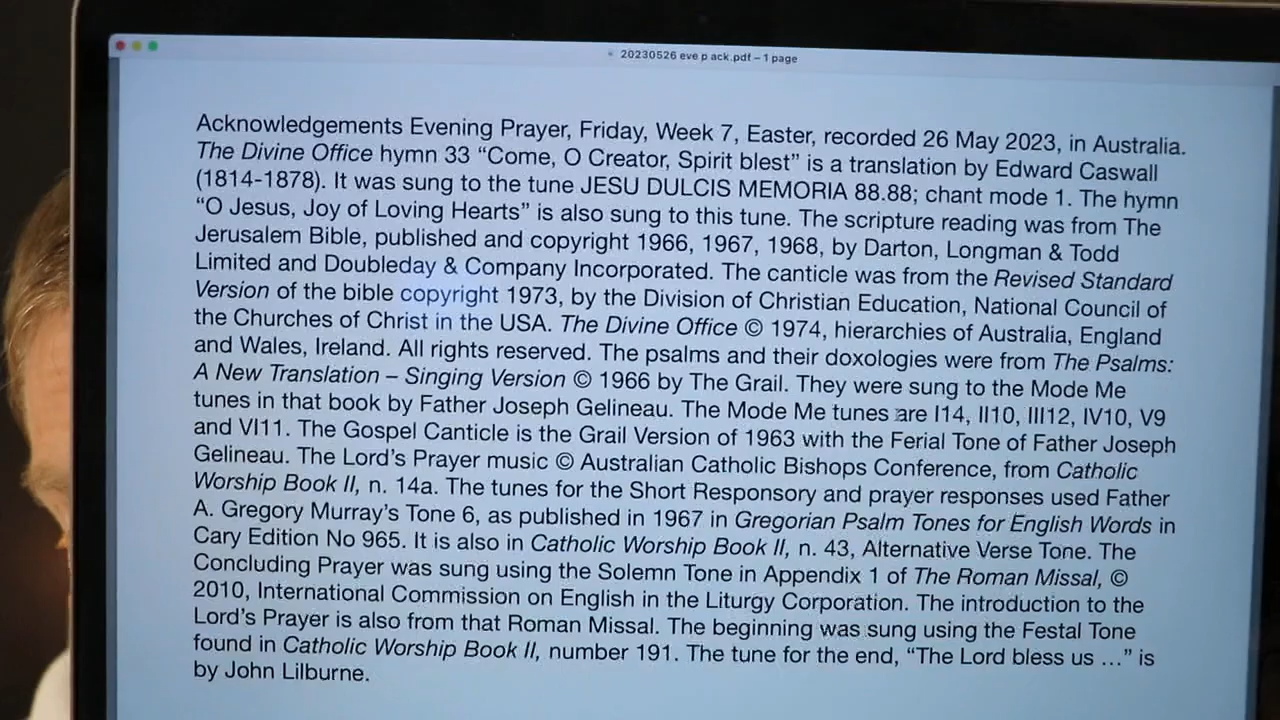 20230526 eve p ack.pdf – 1 page
Acknowledgements Evening Prayer, Friday, Week 7, Easter, recorded 26 May 2023, in Australia.
The Divine Office hymn 33 “Come, O Creator, Spirit blest” is a translation by Edward Caswall
(1814-1878). It was sung to the tune JESU DULCIS MEMORIA 88.88; chant mode 1. The hymn
“O Jesus, Joy of Loving Hearts” is also sung to this tune. The scripture reading was from The
Jerusalem Bible, published and copyright 1966, 1967, 1968, by Darton, Longman & Todd
Limited and Doubleday & Company Incorporated. The canticle was from the Revised Standard
Version of the bible copyright 1973, by the Division of Christian Education, National Council of
the Churches of Christ in the USA. The Divine Office © 1974, hierarchies of Australia, England
and Wales, Ireland. All rights reserved. The psalms and their doxologies were from The Psalms:
A New Translation – Singing Version © 1966 by The Grail. They were sung to the Mode Me
tunes in that book by Father Joseph Gelineau. The Mode Me tunes are I14, II10, III12, IV10, V9
and VI11. The Gospel Canticle is the Grail Version of 1963 with the Ferial Tone of Father Joseph
Gelineau. The Lord’s Prayer music © Australian Catholic Bishops Conference, from Catholic
Worship Book II, n. 14a. The tunes for the Short Responsory and prayer responses used Father
A. Gregory Murray’s Tone 6, as published in 1967 in Gregorian Psalm Tones for English Words in
Cary Edition No 965. It is also in Catholic Worship Book II, n. 43, Alternative Verse Tone. The
Concluding Prayer was sung using the Solemn Tone in Appendix 1 of The Roman Missal, ©
2010, International Commission on English in the Liturgy Corporation. The introduction to the
Lord’s Prayer is also from that Roman Missal. The beginning was sung using the Festal Tone
found in Catholic Worship Book II, number 191. The tune for the end, “The Lord bless us …” is
by John Lilburne.